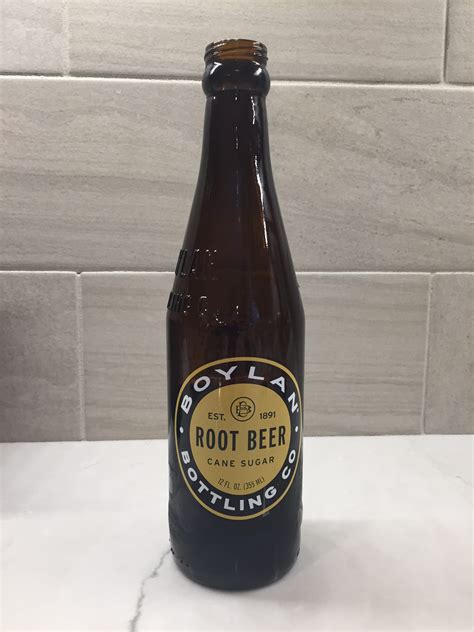 BOYLAN
EST. 1891
ROOT BEER
CANE SUGAR
12 FL. OZ. (355 ML)
BOTTLING CO.